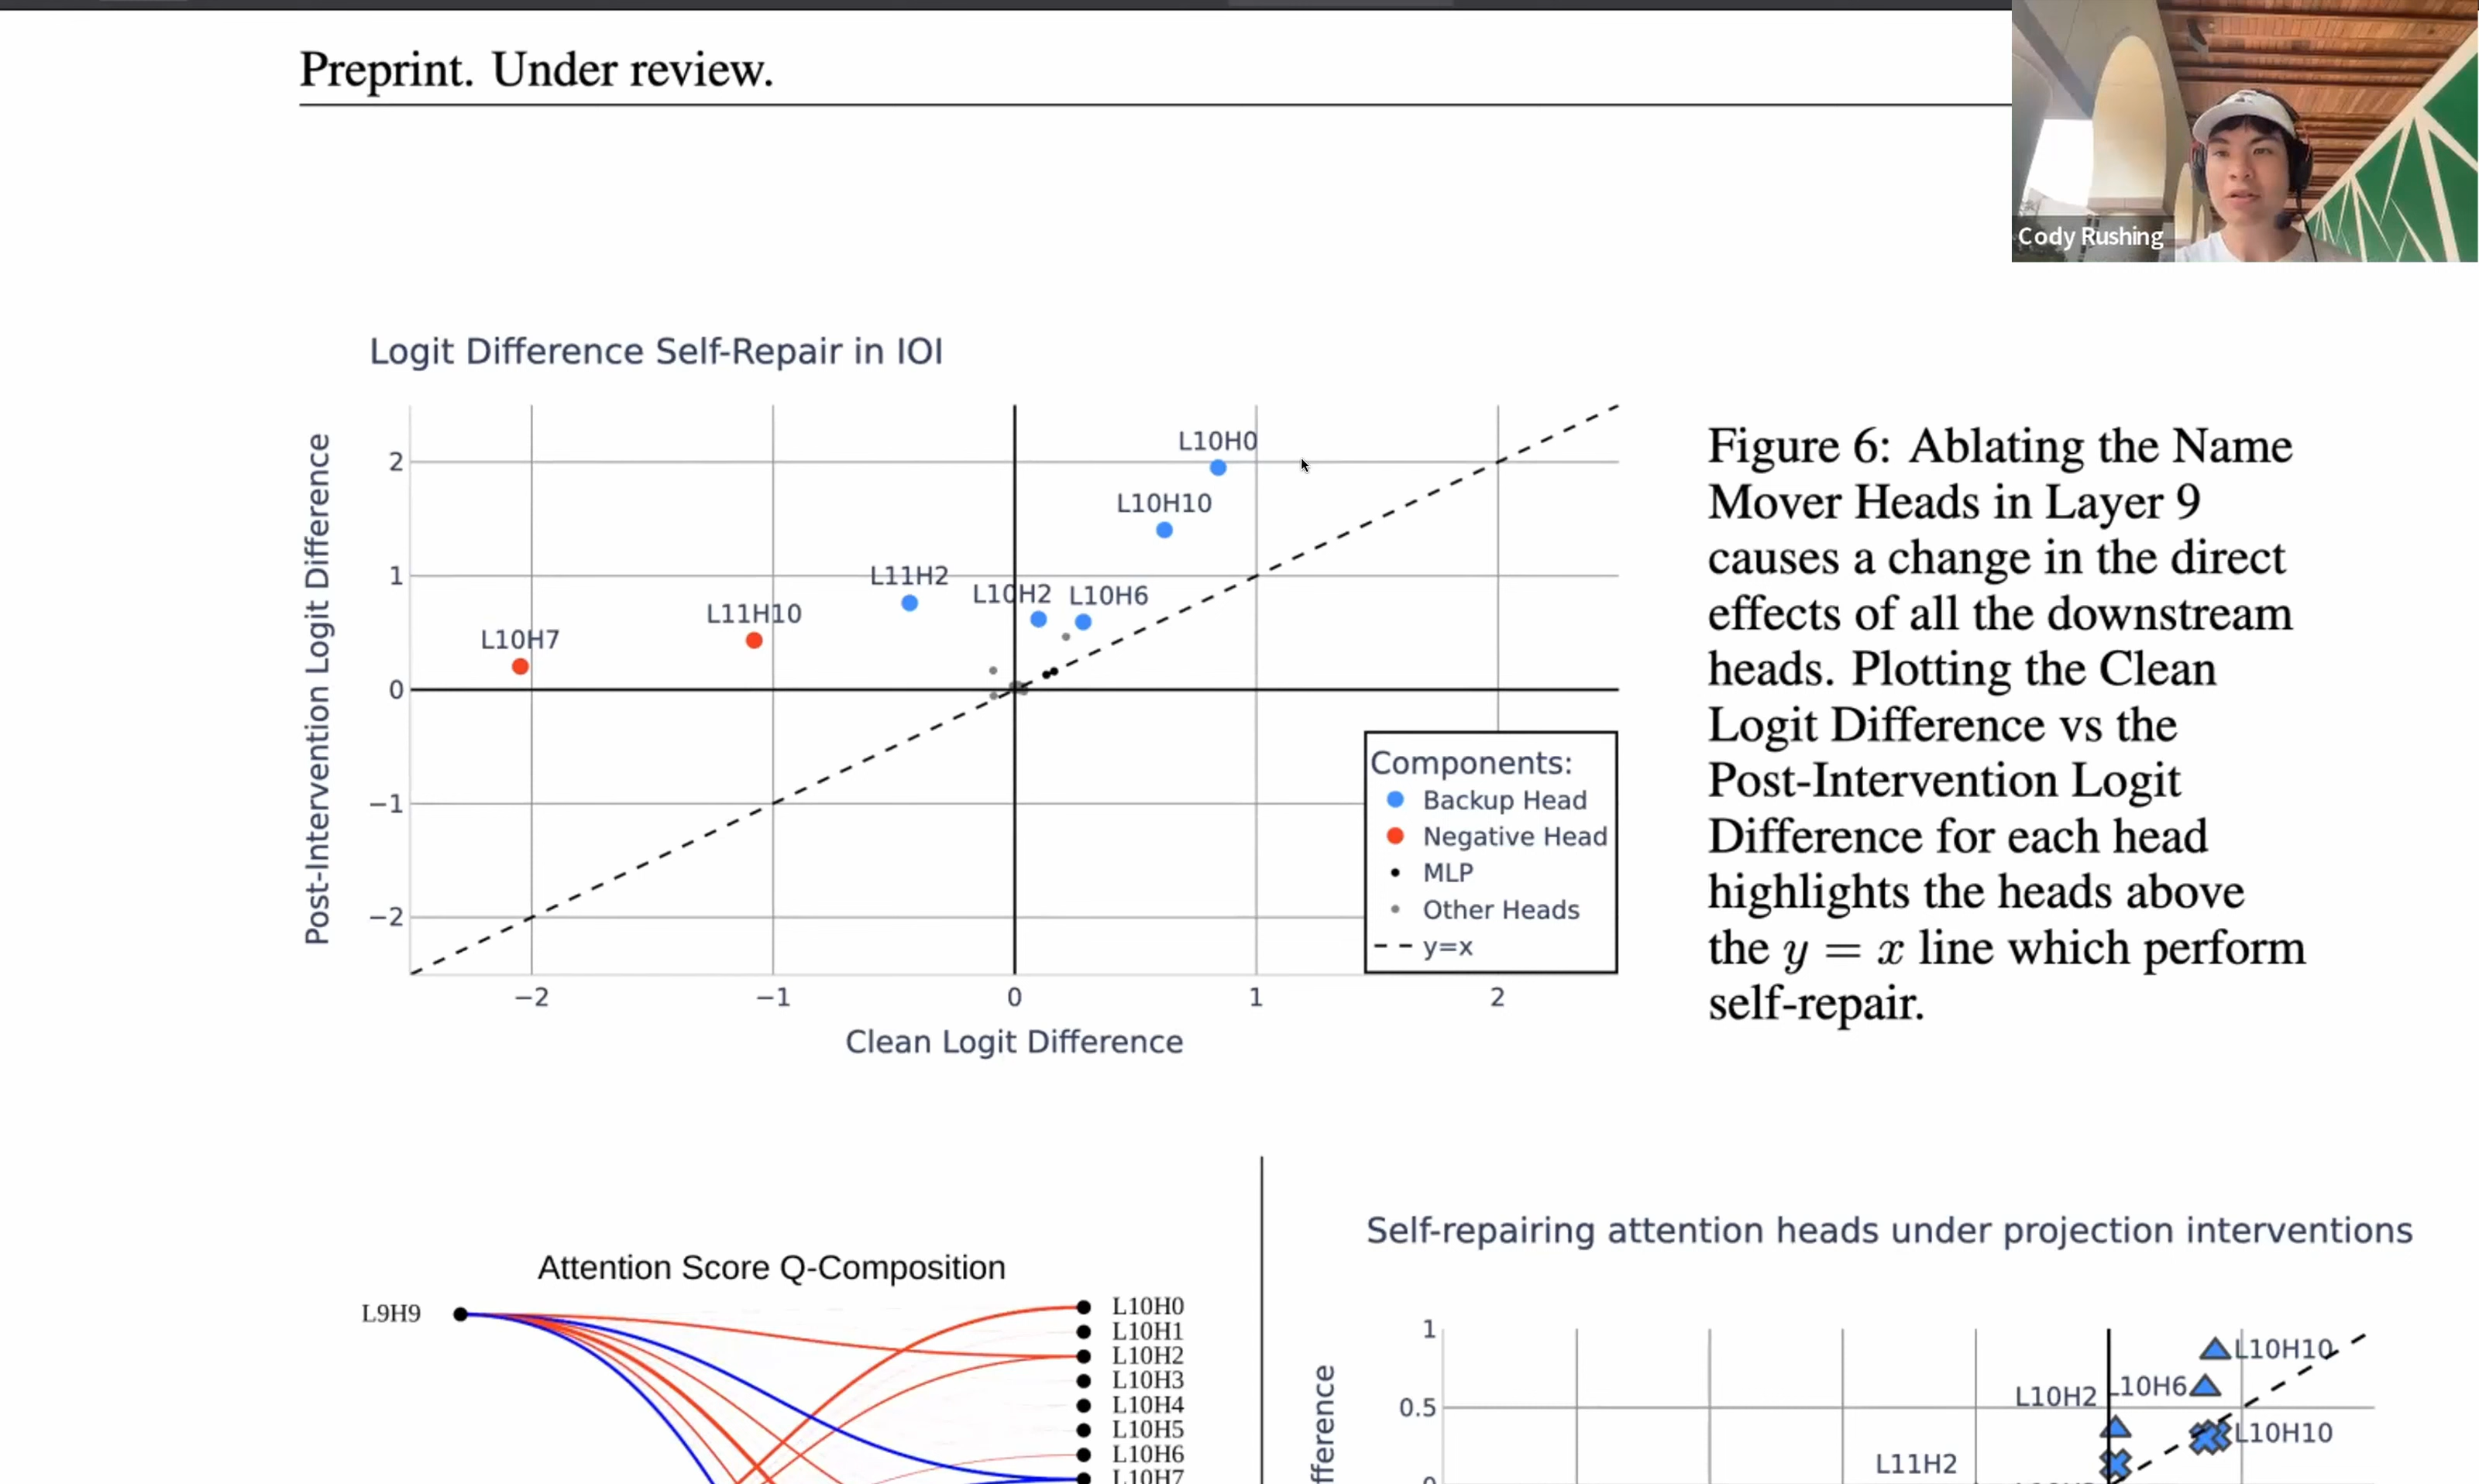 Preprint. Under review.
Cody Rushing
Logit Difference Self-Repair in IOI
Post-Intervention Logit Difference
2
1
0
−1
−2
L10H0
L10H10
L11H2
L10H2
L10H6
L11H10
L10H7
Components:
Backup Head
Negative Head
MLP
Other Heads
y=x
−2
−1
0
1
2
Clean Logit Difference
Figure 6: Ablating the Name
Mover Heads in Layer 9
causes a change in the direct
effects of all the downstream
heads. Plotting the Clean
Logit Difference vs the
Post-Intervention Logit
Difference for each head
highlights the heads above
the y = x line which perform
self-repair.
Attention Score Q-Composition
L9H9
L10H0
L10H1
L10H2
L10H3
L10H4
L10H5
L10H6
L10H7
Self-repairing attention heads under projection interventions
1
0.5
L10H10
L10H6
L10H2
L10H10
L11H2